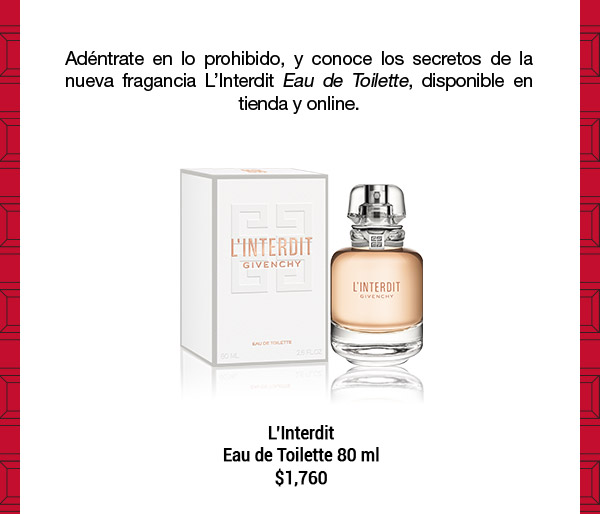 Adéntrate en lo prohibido, y conoce los secretos de la
nueva fragancia L’Interdit Eau de Toilette, disponible en
tienda y online.
L'INTERDIT
GIVENCHY
EAU DE TOILETTE
L'INTERDIT
GIVENCHY
L'Interdit
Eau de Toilette 80 ml
$1,760